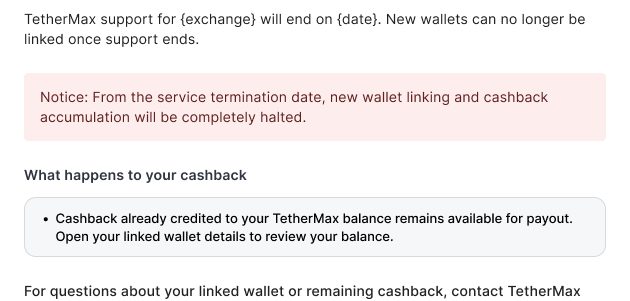 TetherMax support for {exchange} will end on {date}. New wallets can no longer be
linked once support ends.
Notice: From the service termination date, new wallet linking and cashback
accumulation will be completely halted.
What happens to your cashback
• Cashback already credited to your TetherMax balance remains available for payout.
Open your linked wallet details to review your balance.
For questions about your linked wallet or remaining cashback, contact TetherMax